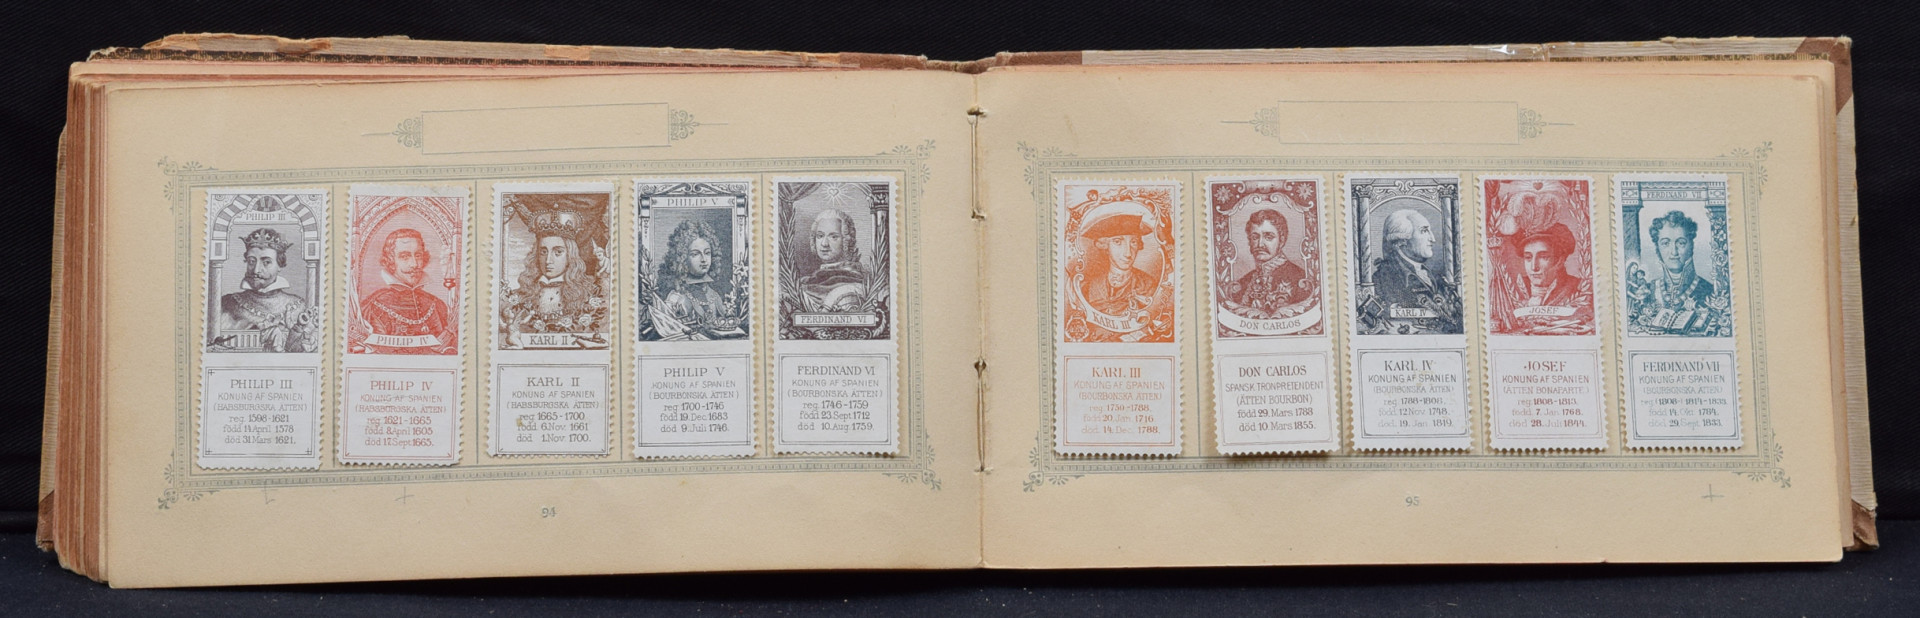 PHILIP III
PHILIP III
KONUNG AF SPANIEN
(HABSBURGSKA ÄTTEN)
reg. 1598-1621
född 14 April 1578
död 31 Mars 1621.
PHILIP IV
PHILIP IV
KONUNG AF SPANIEN
(HABSBURGSKA ÄTTEN)
reg. 1621-1665
född 8 April 1605
död 17 Sept. 1665.
KARL II
KARL II
KONUNG AF SPANIEN
(HABSBURGSKA ÄTTEN)
reg. 1665-1700
född. 6. Nov. 1661
död 1. Nov. 1700.
PHILIP V
PHILIP V
KONUNG AF SPANIEN
(BOURBONSKA ÄTTEN)
reg 1700-1746
född 19. Dec. 1683
död 9. Juli 1746.
FERDINAND VI
FERDINAND VI
KONUNG AF SPANIEN
(BOURBONSKA ÄTTEN)
reg. 1746-1759
född 23. Sept. 1712
död 10. Aug. 1759.
94
KARL III
KARL III
KONUNG AF SPANIEN
(BOURBONSKA ÄTTEN)
reg. 1759-1788.
född. 20 Jan. 1716.
död. 14. Dec. 1788.
DON CARLOS
DON CARLOS
SPANSK TRONPRETENDENT
(ÄTTEN BOURBON)
född 29. Mars 1788
död 10. Mars 1855.
KARL IV
KARL IV
KONUNG AF SPANIEN
(BOURBONSKA ÄTTEN)
reg. 1788-1808.
född. 12 Nov. 1748.
död. 19. Jan. 1819.
JOSEF
JOSEF
KONUNG AF SPANIEN
(ÄTTEN BONAPARTE)
reg. 1808-1813.
född. 7. Jan. 1768.
död 28. Juli 1844.
FERDINAND VII
FERDINAND VII
KONUNG AF SPANIEN
(BOURBONSKA ÄTTEN)
reg. 1808 - 1814-1833.
född. 14. Okt. 1784.
död. 29. Sept. 1833.
95